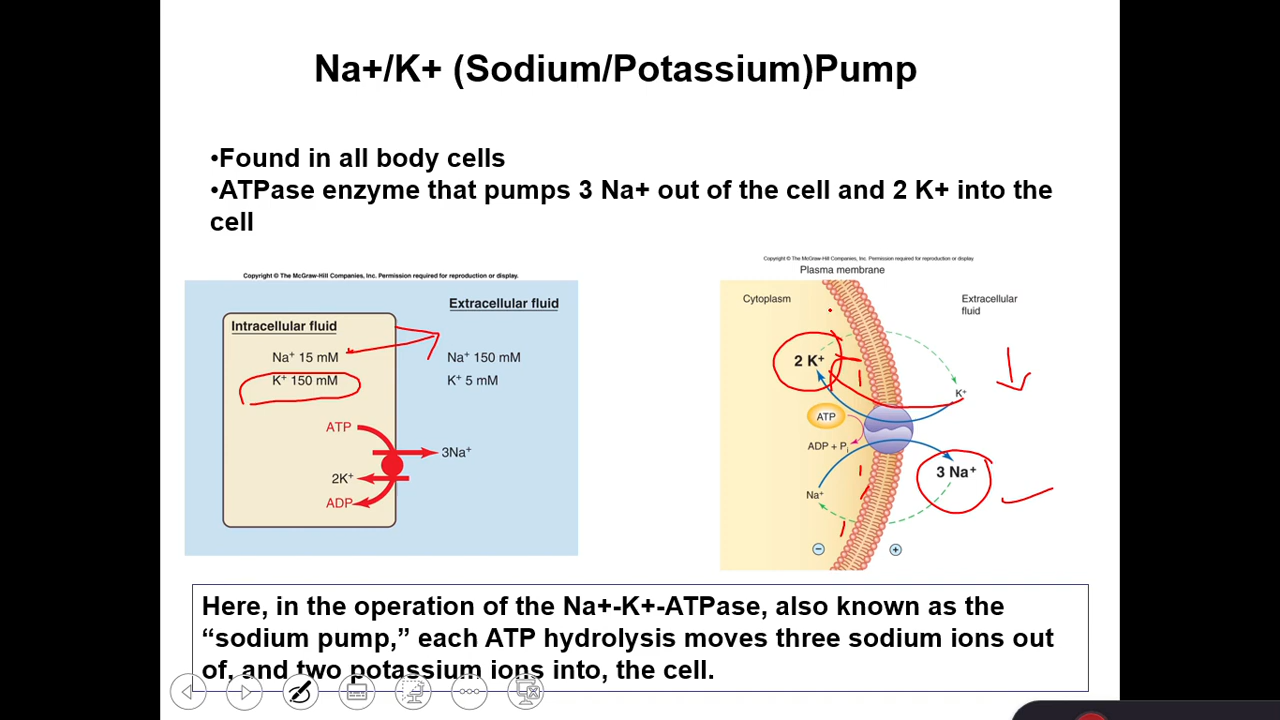 Na+/K+ (Sodium/Potassium)Pump
•Found in all body cells
•ATPase enzyme that pumps 3 Na+ out of the cell and 2 K+ into the
cell
Copyright © The McGraw-Hill Companies, Inc. Permission required for reproduction or display.
Extracellular fluid
Intracellular fluid
Na⁺ 15 mM
Na⁺ 150 mM
K⁺ 150 mM
K⁺ 5 mM
ATP
3Na⁺
2K⁺
ADP
Copyright © The McGraw-Hill Companies, Inc. Permission required for reproduction or display
Plasma membrane
Cytoplasm
Extracellular
fluid
2 K⁺
K⁺
ATP
ADP + Pi
3 Na⁺
Na⁺
−
+
Here, in the operation of the Na+-K+-ATPase, also known as the
“sodium pump,” each ATP hydrolysis moves three sodium ions out
of, and two potassium ions into, the cell.